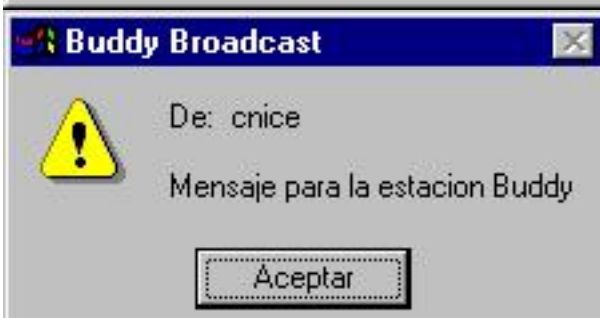 Buddy Broadcast
De: cnice
Mensaje para la estacion Buddy
Aceptar